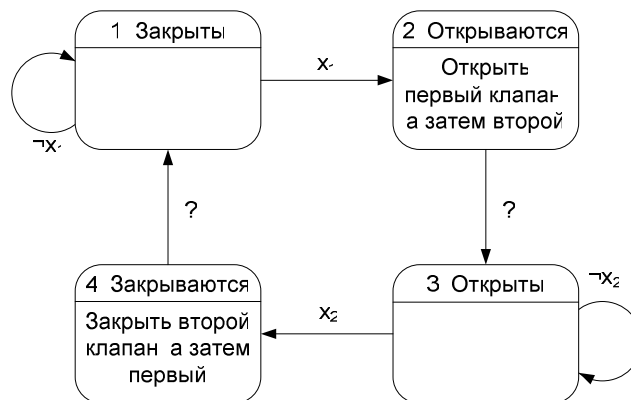 1 Закрыты
x₁
2 Открываются
Открыть
первый клапан
а затем второй
¬x₁
?
?
4 Закрываются
Закрыть второй
клапан а затем
первый
x₂
3 Открыты
¬x₂